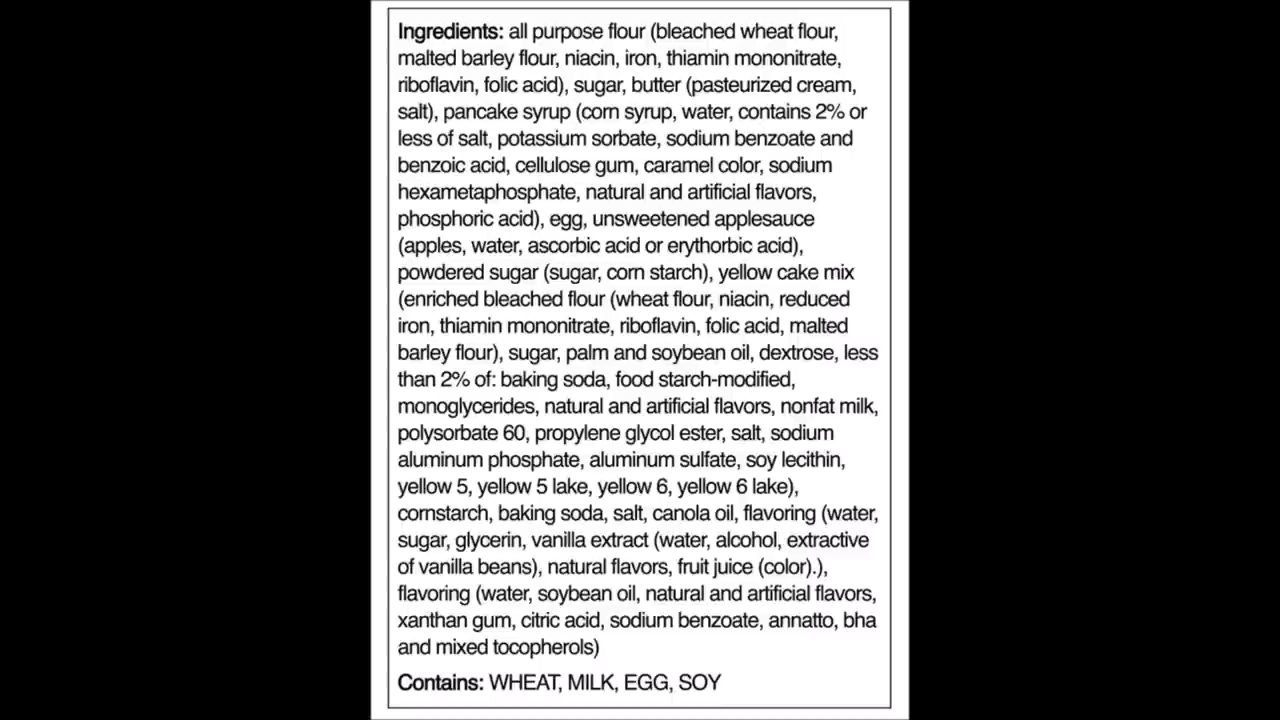 Ingredients: all purpose flour (bleached wheat flour,
malted barley flour, niacin, iron, thiamin mononitrate,
riboflavin, folic acid), sugar, butter (pasteurized cream,
salt), pancake syrup (corn syrup, water, contains 2% or
less of salt, potassium sorbate, sodium benzoate and
benzoic acid, cellulose gum, caramel color, sodium
hexametaphosphate, natural and artificial flavors,
phosphoric acid), egg, unsweetened applesauce
(apples, water, ascorbic acid or erythorbic acid),
powdered sugar (sugar, corn starch), yellow cake mix
(enriched bleached flour (wheat flour, niacin, reduced
iron, thiamin mononitrate, riboflavin, folic acid, malted
barley flour), sugar, palm and soybean oil, dextrose, less
than 2% of: baking soda, food starch-modified,
monoglycerides, natural and artificial flavors, nonfat milk,
polysorbate 60, propylene glycol ester, salt, sodium
aluminum phosphate, aluminum sulfate, soy lecithin,
yellow 5, yellow 5 lake, yellow 6, yellow 6 lake),
cornstarch, baking soda, salt, canola oil, flavoring (water,
sugar, glycerin, vanilla extract (water, alcohol, extractive
of vanilla beans), natural flavors, fruit juice (color).),
flavoring (water, soybean oil, natural and artificial flavors,
xanthan gum, citric acid, sodium benzoate, annatto, bha
and mixed tocopherols)
Contains: WHEAT, MILK, EGG, SOY